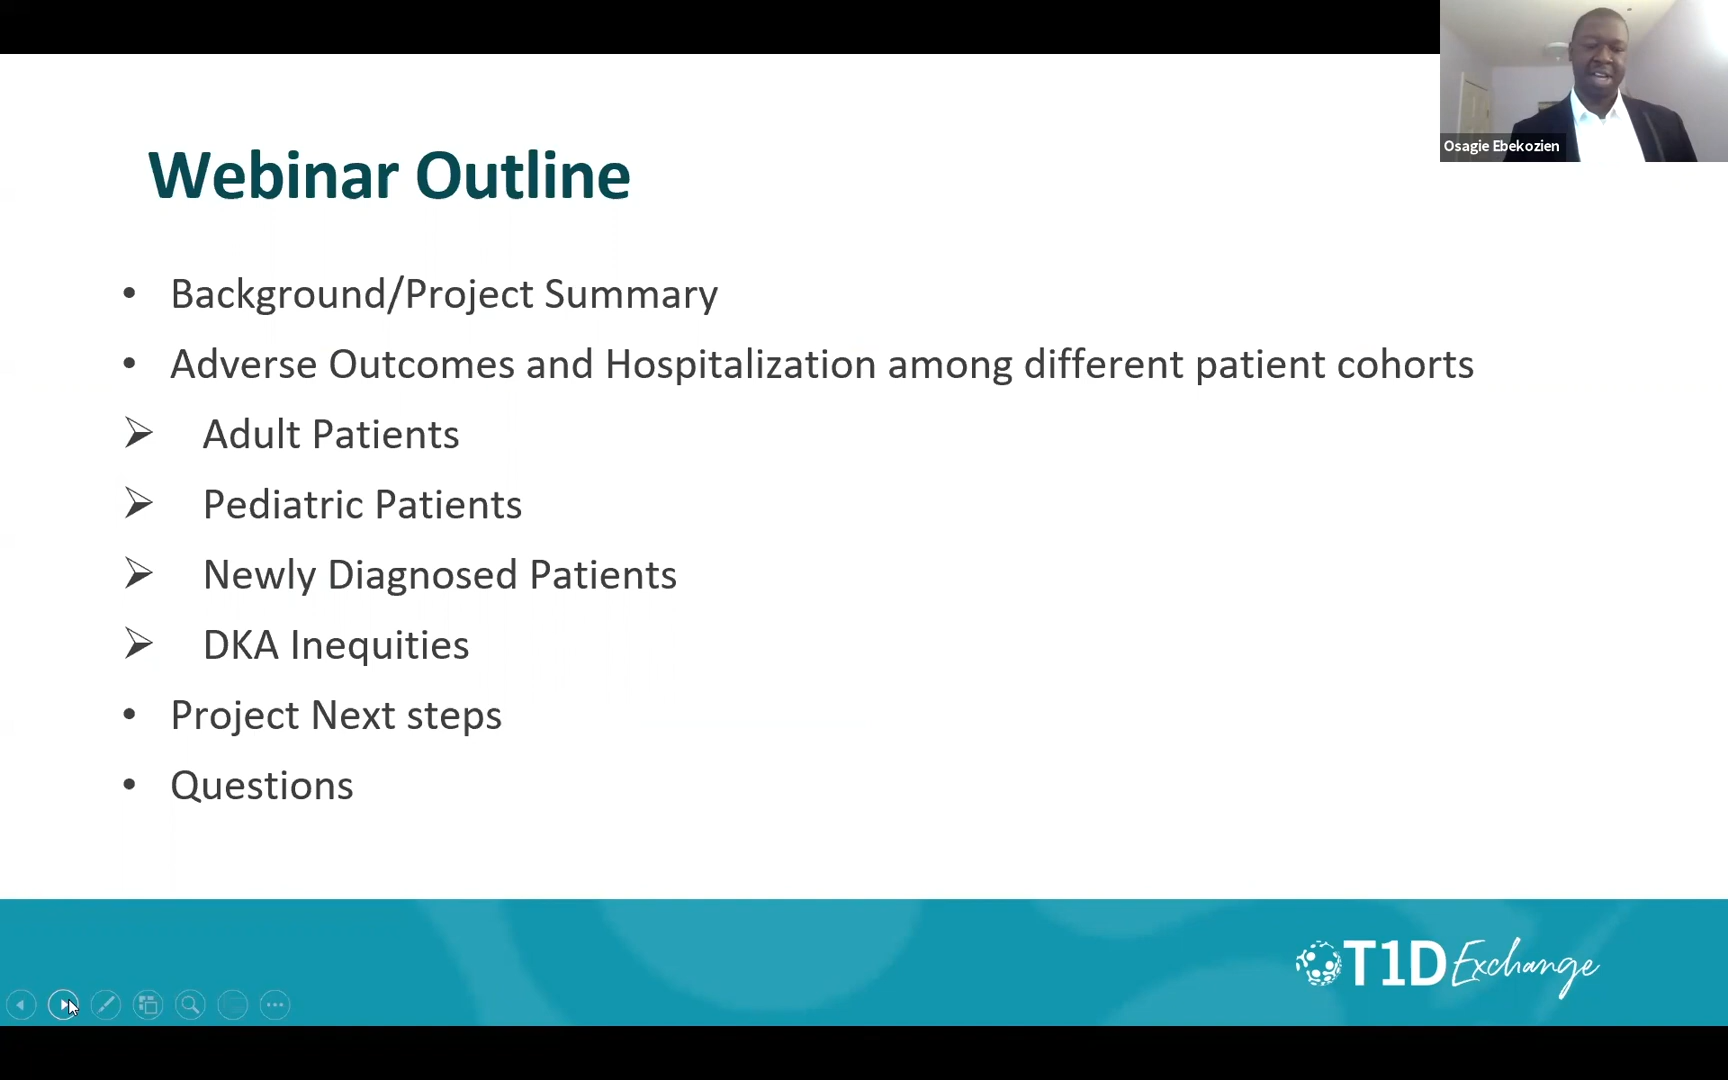 Osagie Ebekozien
Webinar Outline
• Background/Project Summary
• Adverse Outcomes and Hospitalization among different patient cohorts
➢ Adult Patients
➢ Pediatric Patients
➢ Newly Diagnosed Patients
➢ DKA Inequities
• Project Next steps
• Questions
T1D Exchange